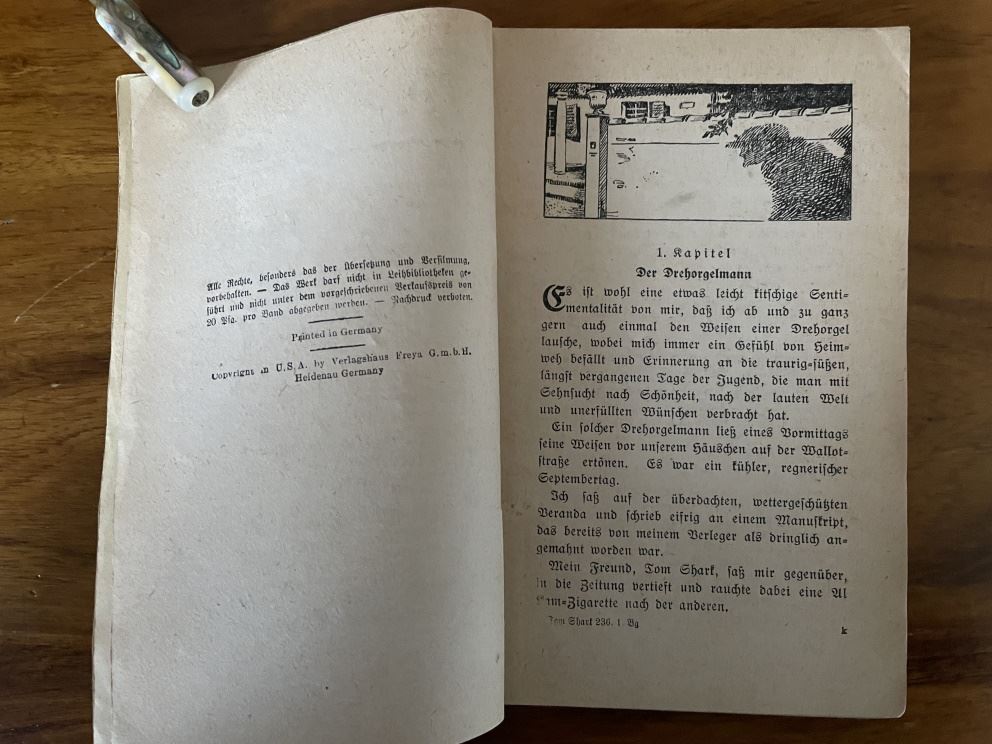 Alle Rechte, besonders das der Übersetzung und Verfilmung,
vorbehalten. — Das Werk darf nicht in Leihbibliotheken ge-
führt und nicht unter dem vorgeschriebenen Verkaufspreis von
20 Pfg. pro Band abgegeben werden. — Nachdruck verboten.
Printed in Germany
Copyright in U.S.A. by Verlagshaus Freya G.m.b.H.
Heidenau Germany
1. Kapitel
Der Drehorgelmann
Es ist wohl eine etwas leicht kitschige Senti-
mentalität von mir, daß ich ab und zu ganz
gern auch einmal den Weisen einer Drehorgel
lausche, wobei mich immer ein Gefühl von Heim-
weh befällt und Erinnerung an die traurig-süßen,
längst vergangenen Tage der Jugend, die man mit
Sehnsucht nach Schönheit, nach der lauten Welt
und unerfüllten Wünschen verbracht hat.
Ein solcher Drehorgelmann ließ eines Vormittags
seine Weisen vor unserem Häuschen auf der Wallot-
straße ertönen. Es war ein kühler, regnerischer
Septembertag.
Ich saß auf der überdachten, wettergeschützten
Veranda und schrieb eifrig an einem Manuskript,
das bereits von meinem Verleger als dringlich an-
gemahnt worden war.
Mein Freund, Tom Shark, saß mir gegenüber,
in die Zeitung vertieft und rauchte dabei eine
-Zigarette nach der anderen.
Tom Shark 236. 1. Bg
k